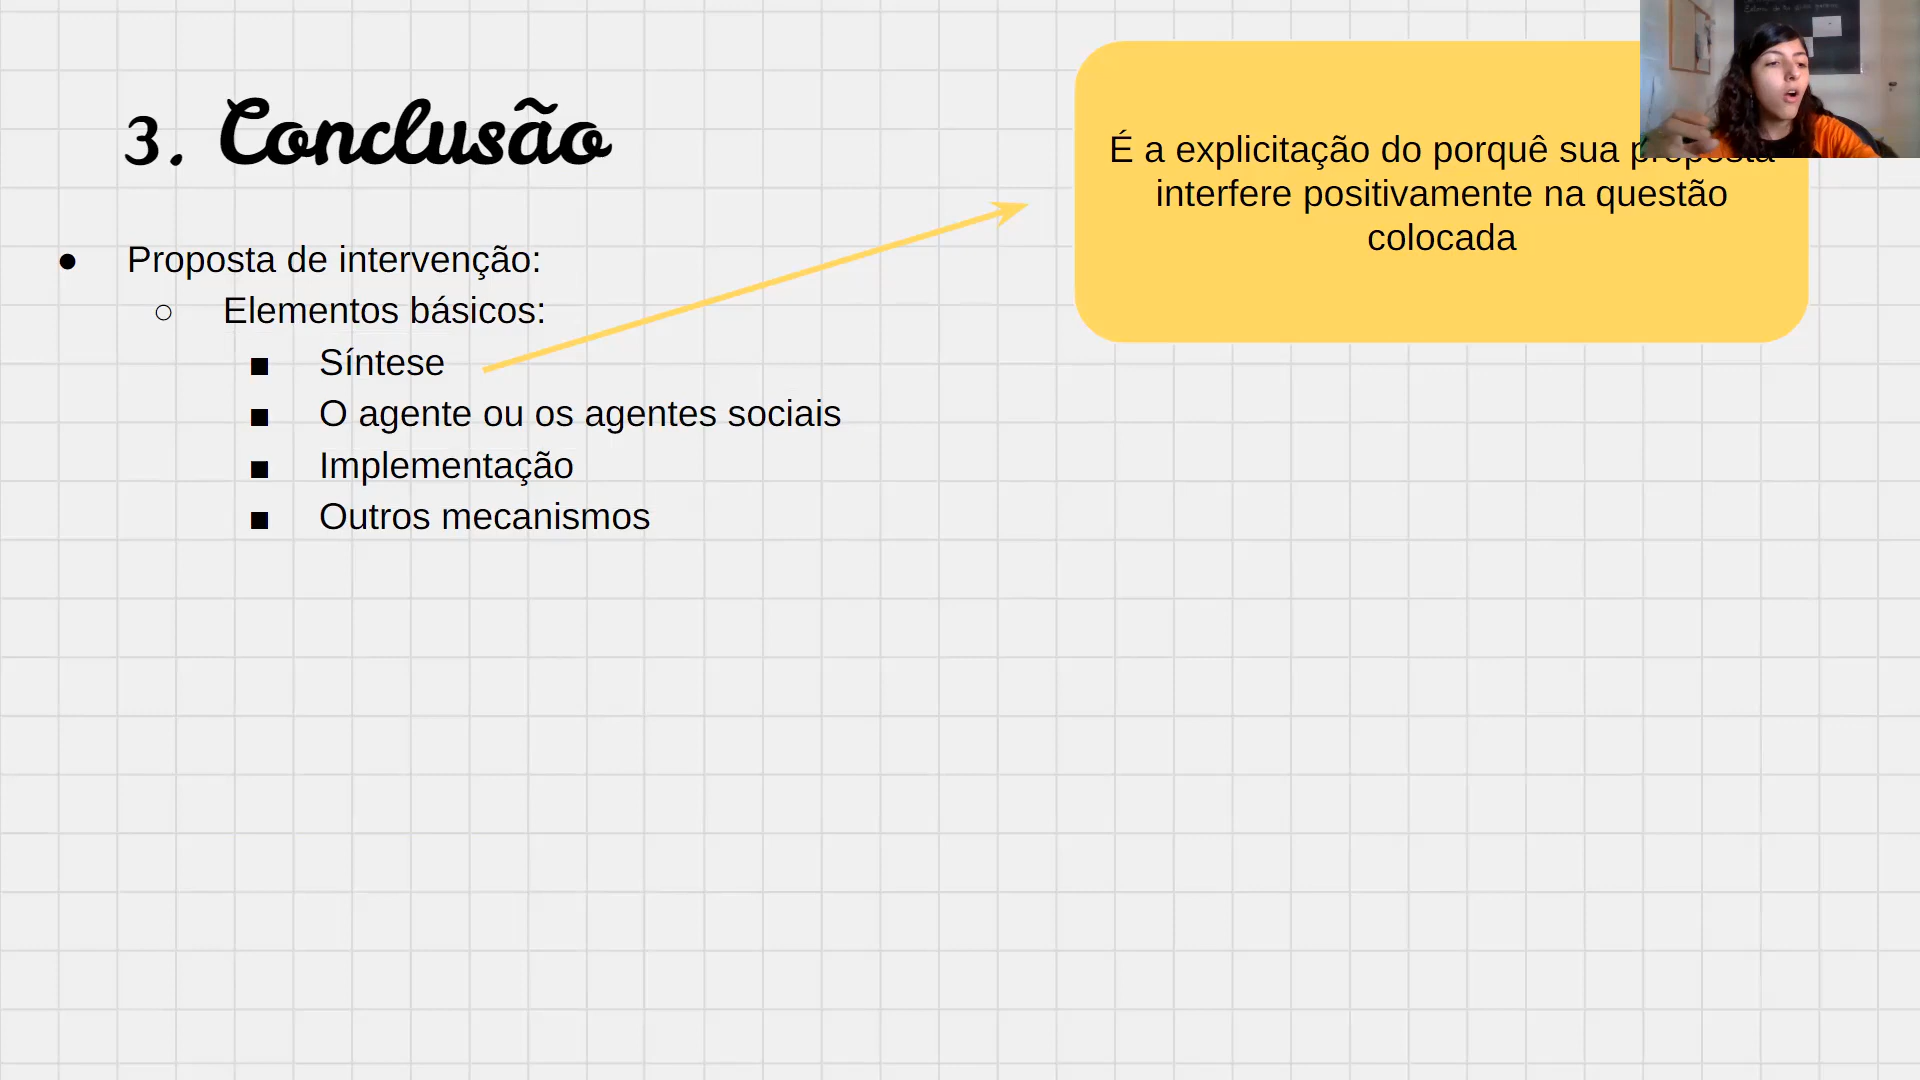 3. Conclusão
● Proposta de intervenção:
○ Elementos básicos:
■ Síntese
■ O agente ou os agentes sociais
■ Implementação
■ Outros mecanismos
É a explicitação do porquê sua proposta
interfere positivamente na questão
colocada